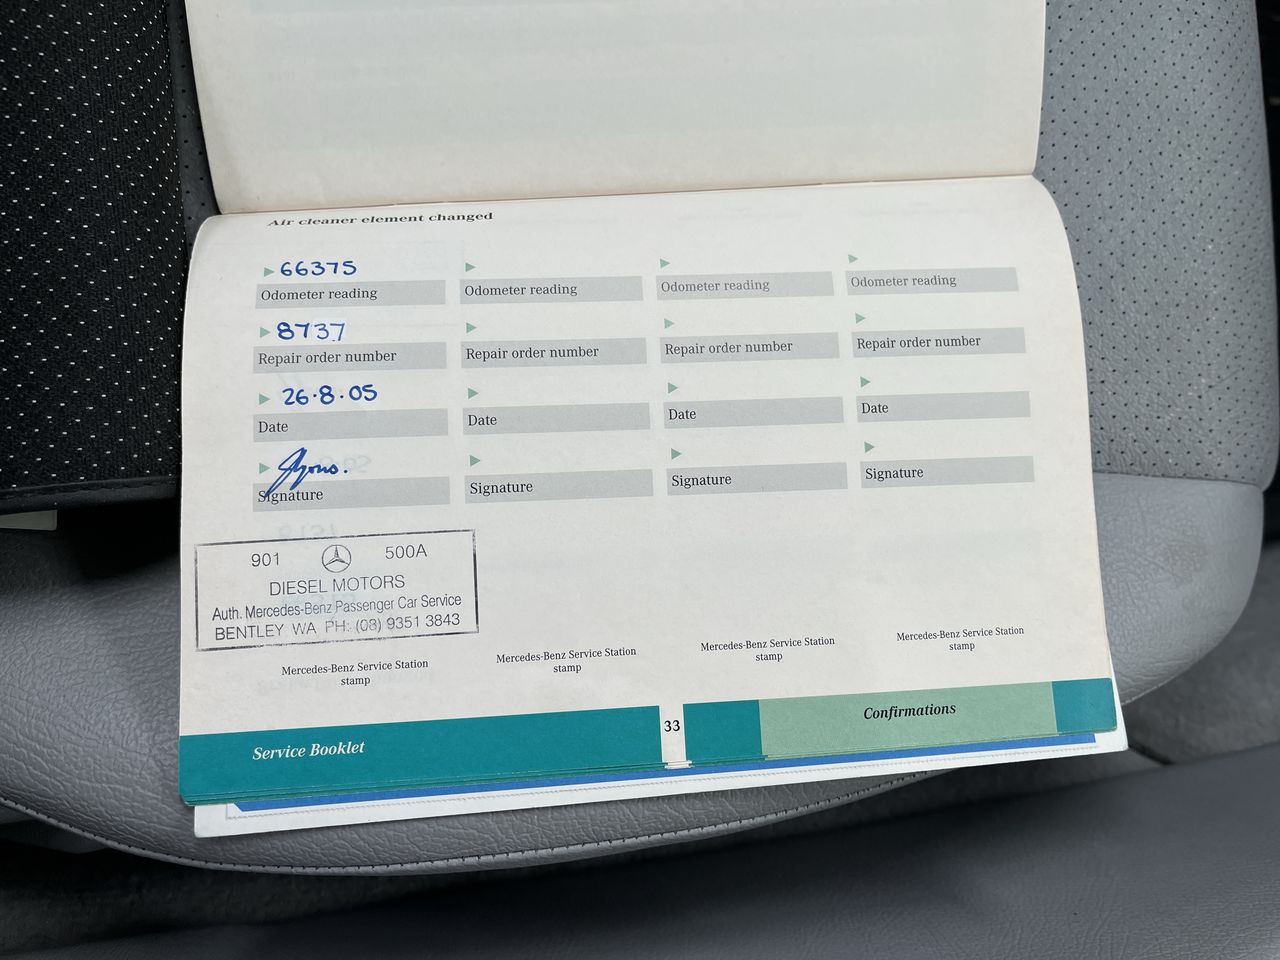 Air cleaner element changed
66375
Odometer reading Odometer reading Odometer reading Odometer reading
8737
Repair order number Repair order number Repair order number Repair order number
26·8·05
Date Date Date Date
Signature Signature Signature Signature
901 500A
DIESEL MOTORS
Auth. Mercedes-Benz Passenger Car Service
BENTLEY WA PH: (08) 9351 3843
Mercedes-Benz Service Station Mercedes-Benz Service Station Mercedes-Benz Service Station Mercedes-Benz Service Station
stamp stamp stamp stamp
Service Booklet 33 Confirmations